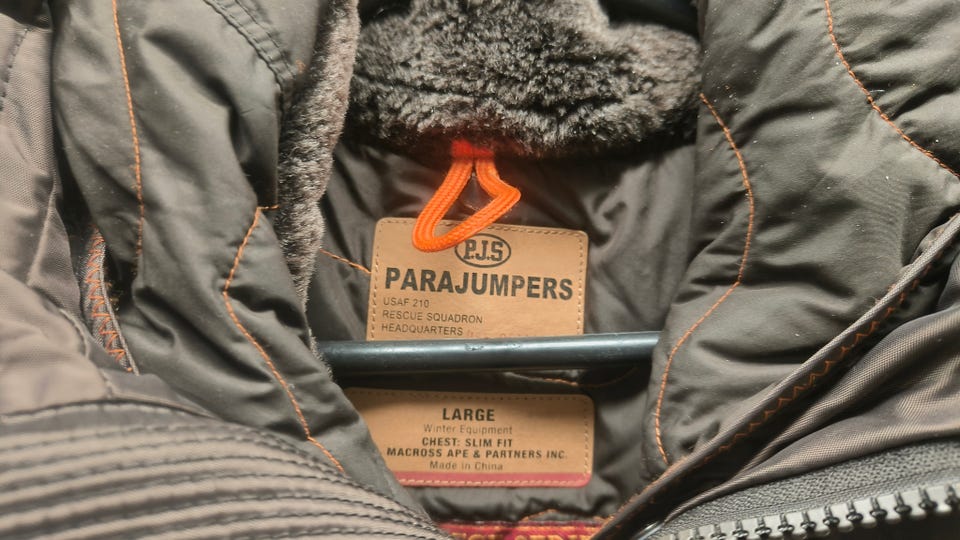 P.J.S
PARAJUMPERS
USAF 210
RESCUE SQUADRON
HEADQUARTERS
LARGE
Winter Equipment
CHEST: SLIM FIT
MACROSS APE & PARTNERS INC.
Made in China